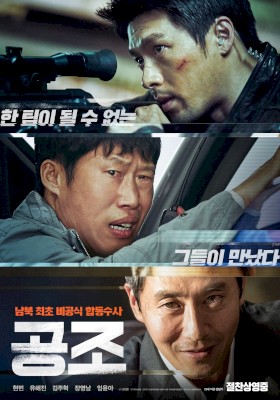 한 팀이 될 수 없는
그들이 만났다
남북 최초 비공식 합동수사
공조
현빈 유해진 김주혁 장영남 임윤아
절찬상영중